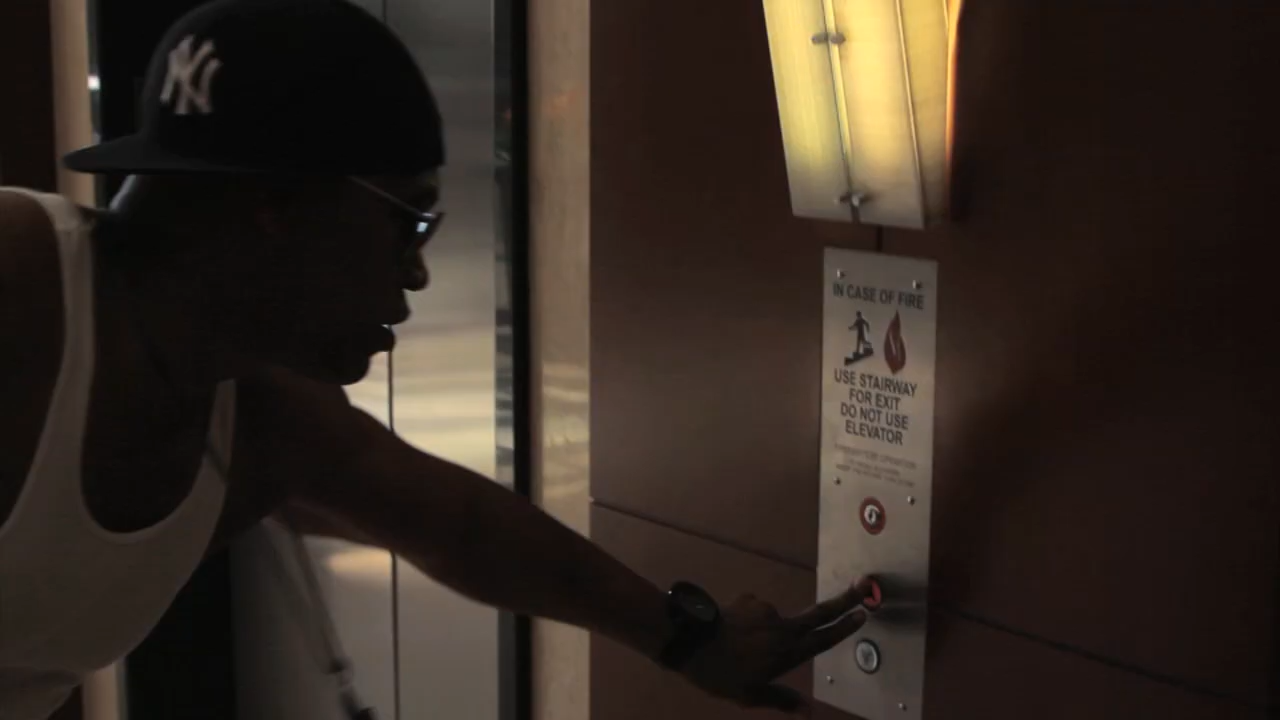 NY
IN CASE OF FIRE
USE STAIRWAY
FOR EXIT
DO NOT USE
ELEVATOR